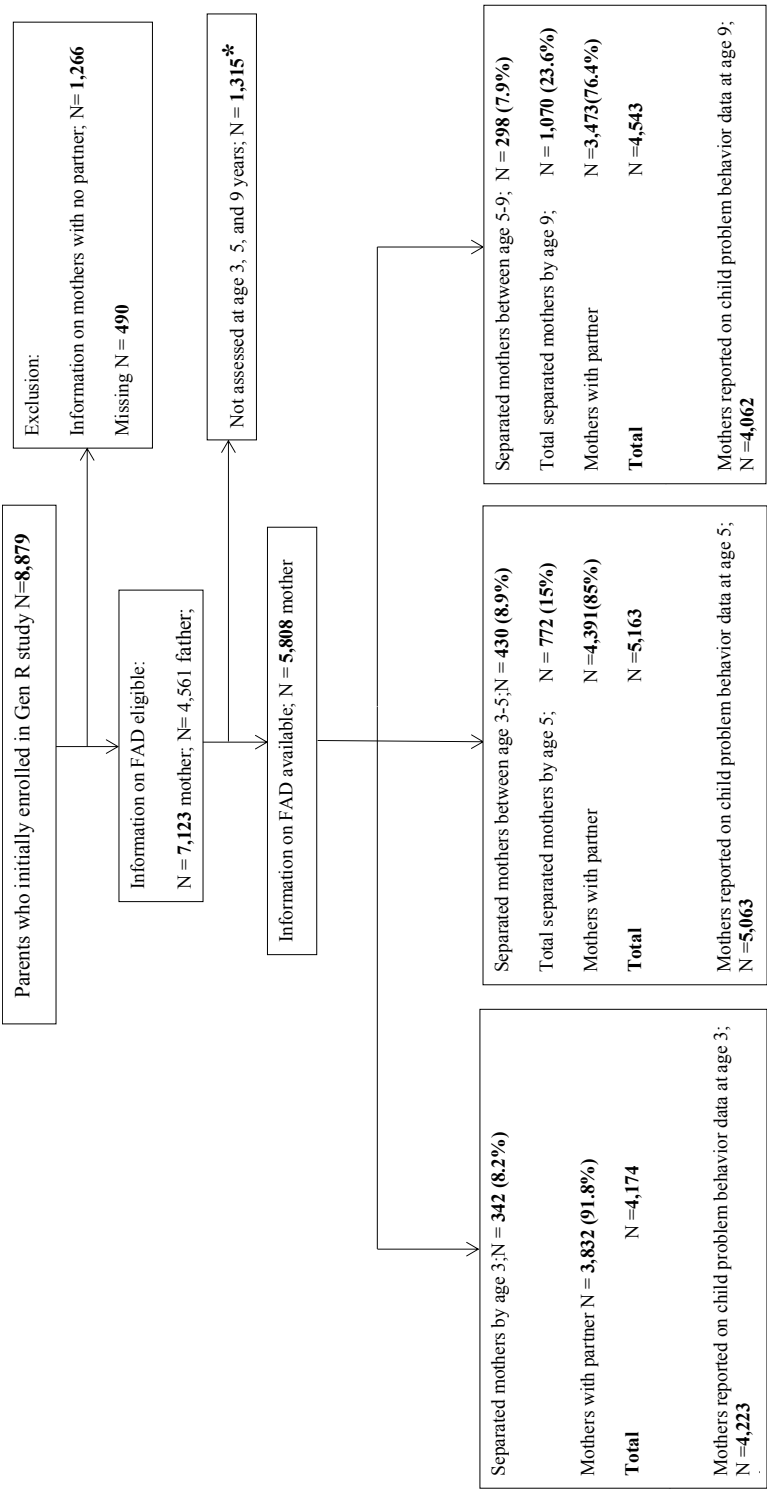 Parents who initially enrolled in Gen R study N=8,879
Exclusion:
Information on mothers with no partner; N= 1,266
Missing N = 490
Information on FAD eligible:
N = 7,123 mother; N= 4,561 father;
Not assessed at age 3, 5, and 9 years; N = 1,315*
Information on FAD available; N = 5,808 mother
Separated mothers by age 3;N = 342 (8.2%)
Mothers with partner N = 3,832 (91.8%)
Total N =4,174
Mothers reported on child problem behavior data at age 3;
N =4,223
Separated mothers between age 3-5;N = 430 (8.9%)
Total separated mothers by age 5; N = 772 (15%)
Mothers with partner N =4,391(85%)
Total N =5,163
Mothers reported on child problem behavior data at age 5;
N =5,063
Separated mothers between age 5-9; N = 298 (7.9%)
Total separated mothers by age 9; N = 1,070 (23.6%)
Mothers with partner N =3,473(76.4%)
Total N =4,543
Mothers reported on child problem behavior data at age 9;
N =4,062